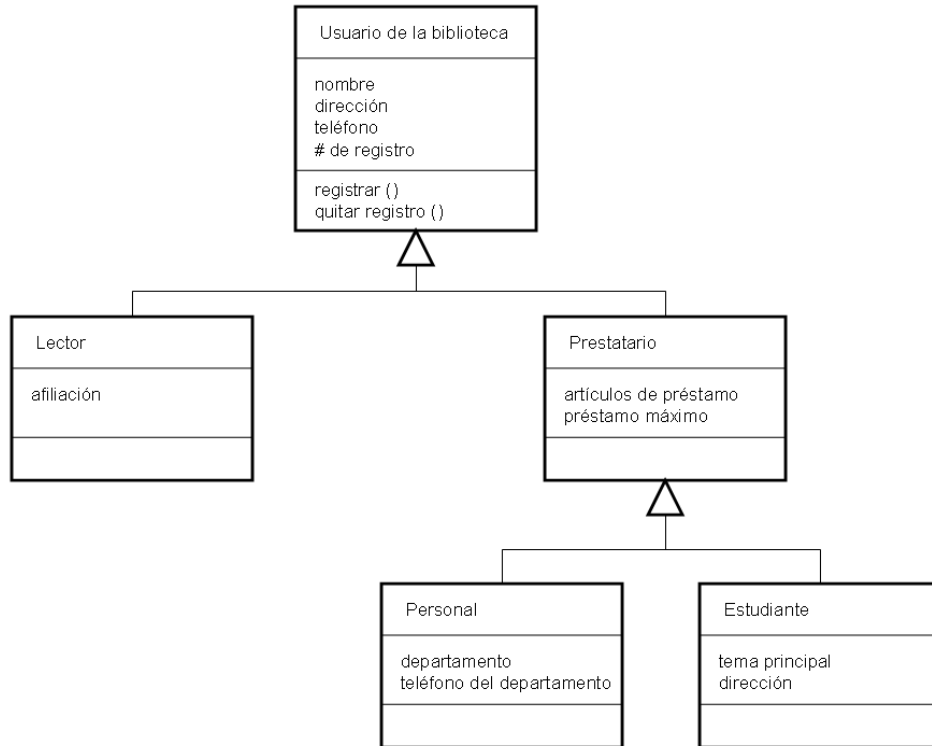 Usuario de la biblioteca
nombre
dirección
teléfono
# de registro
registrar ( )
quitar registro ( )
Lector
afiliación
Prestatario
artículos de préstamo
préstamo máximo
Personal
departamento
teléfono del departamento
Estudiante
tema principal
dirección